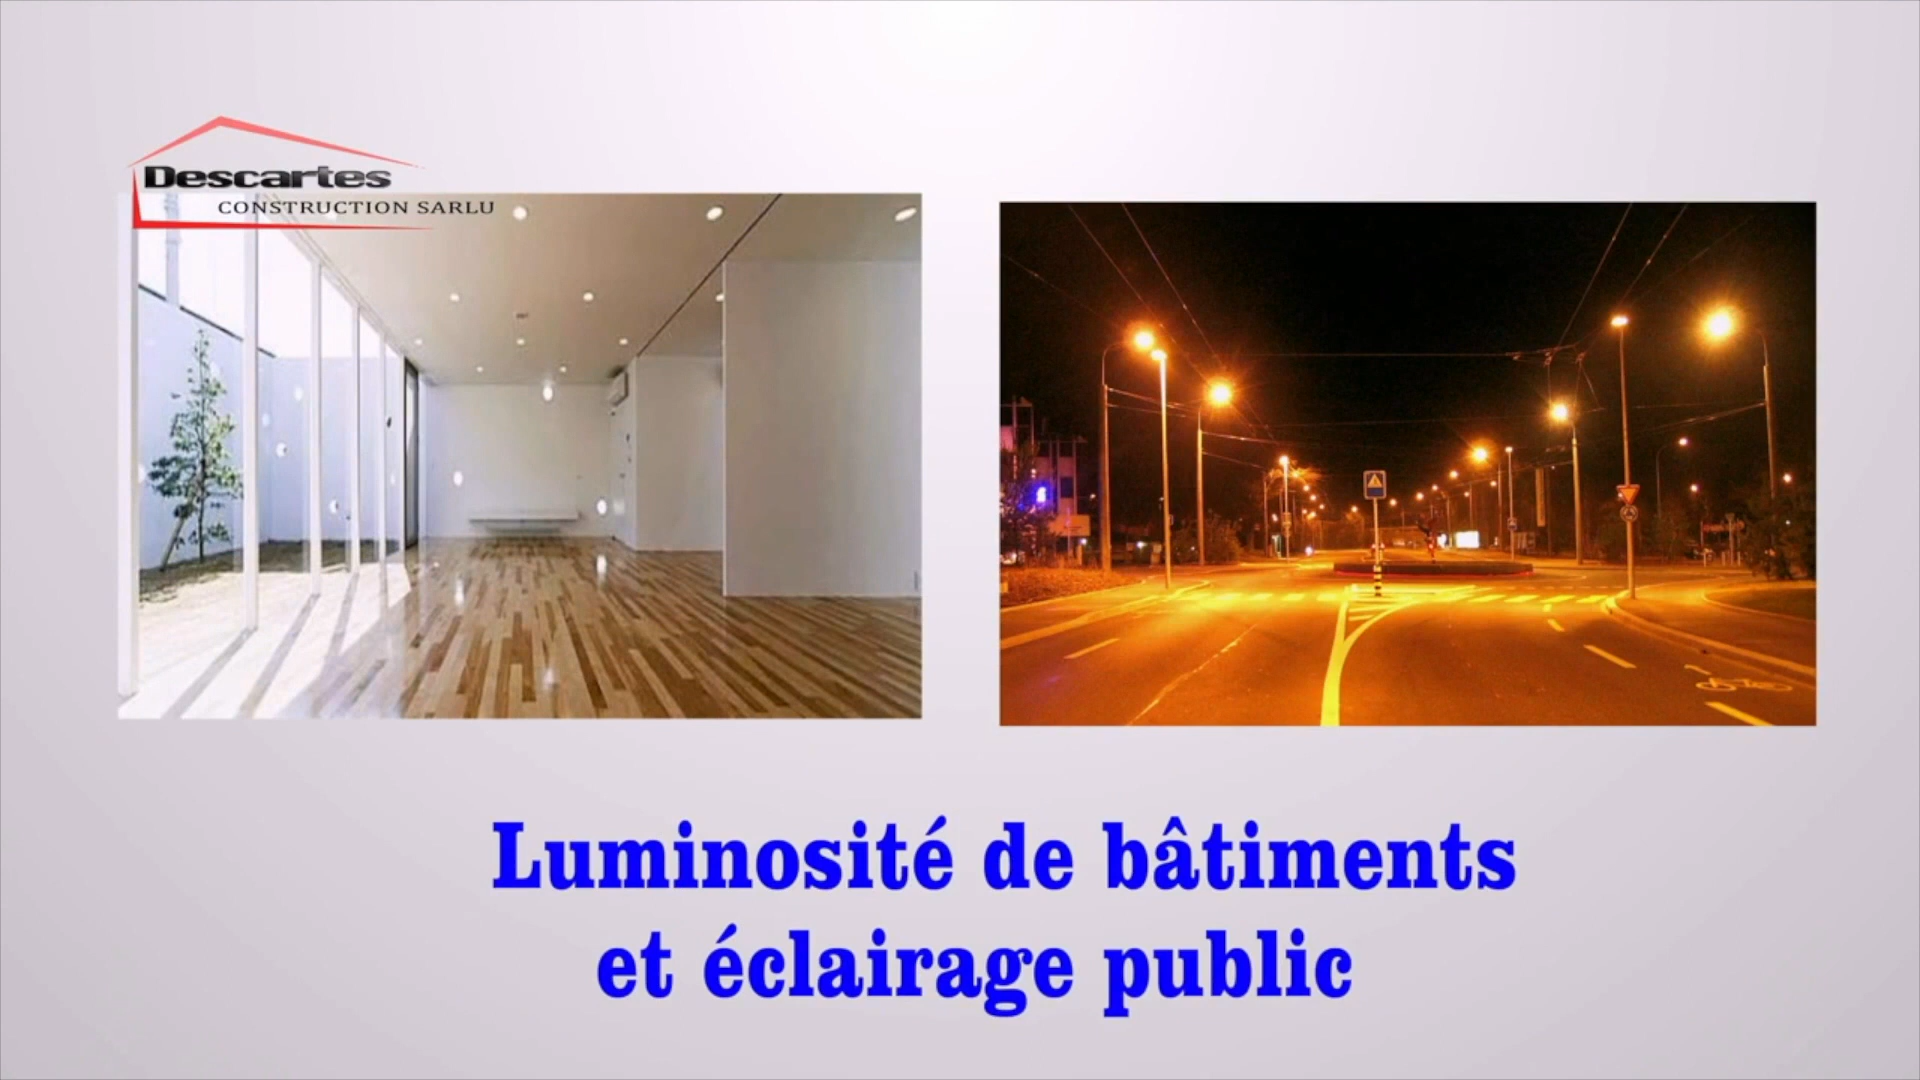 Descartes
CONSTRUCTION SARLU
Luminosité de bâtiments
et éclairage public